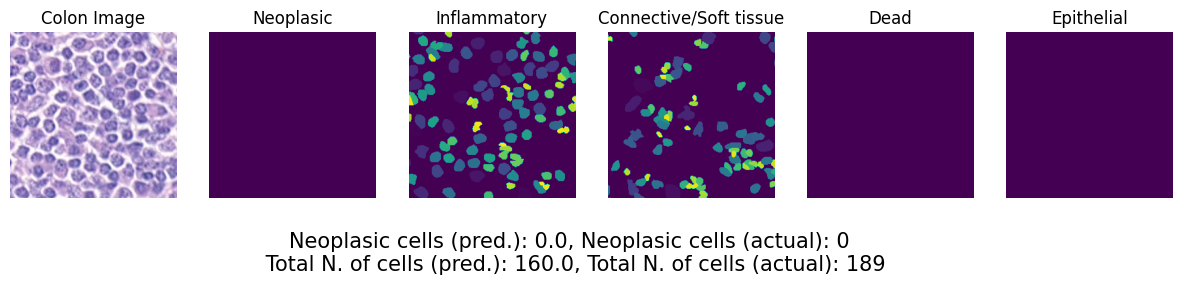 Colon Image
Neoplasic
Inflammatory
Connective/Soft tissue
Dead
Epithelial
Neoplasic cells (pred.): 0.0, Neoplasic cells (actual): 0
Total N. of cells (pred.): 160.0, Total N. of cells (actual): 189